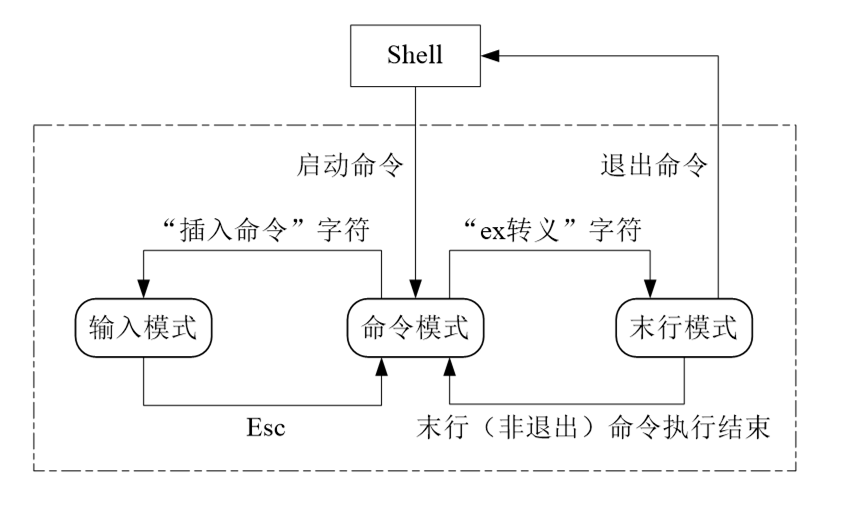 Shell
启动命令
退出命令
“插入命令”字符
“ex转义”字符
输入模式
命令模式
末行模式
Esc
末行（非退出）命令执行结束